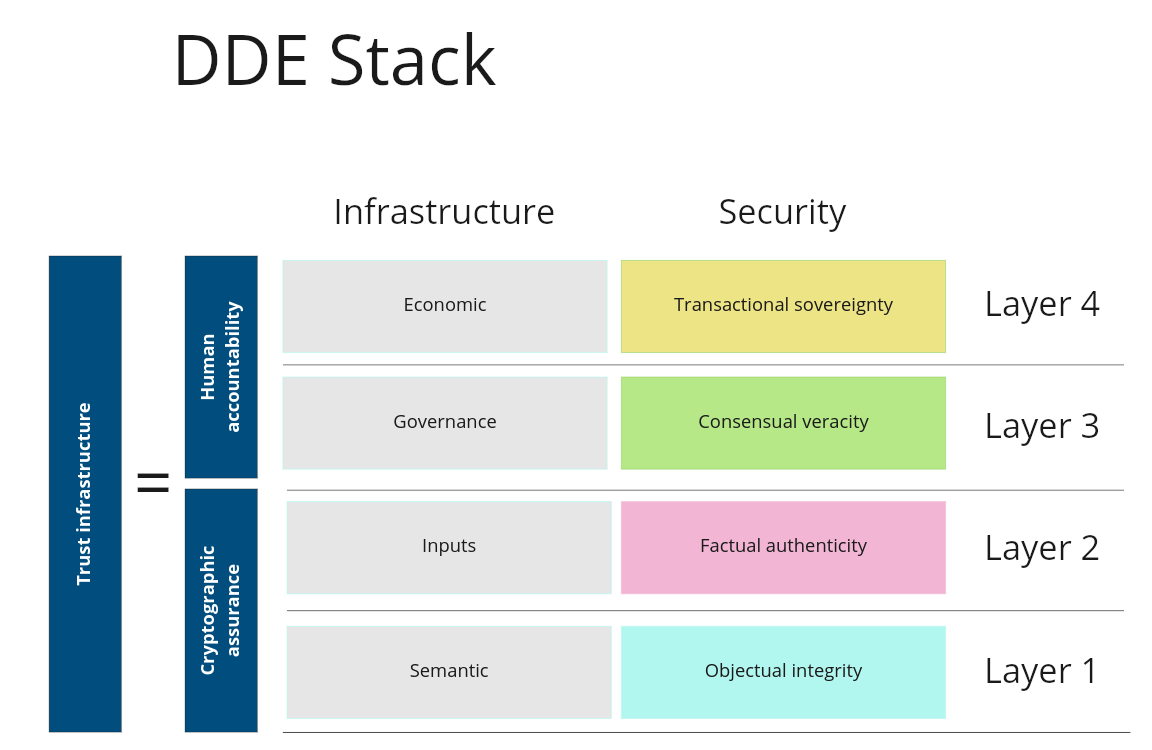 DDE Stack
Infrastructure
Security
Trust infrastructure
=
Human
accountability
Cryptographic
assurance
Economic
Transactional sovereignty
Layer 4
Governance
Consensual veracity
Layer 3
Inputs
Factual authenticity
Layer 2
Semantic
Objectual integrity
Layer 1